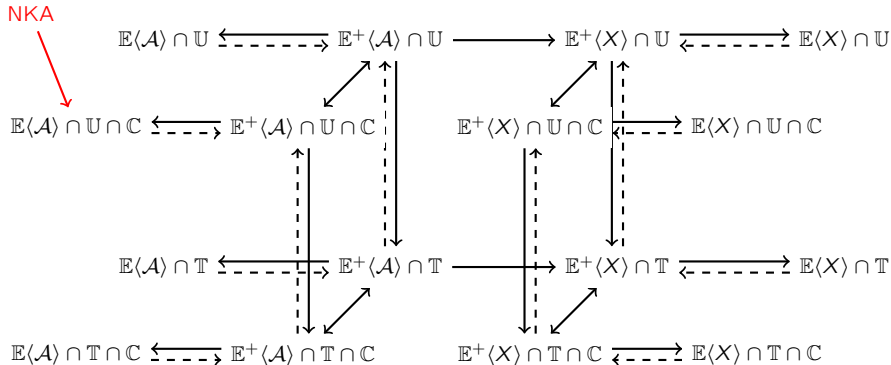 NKA
𝔼⟨𝒜⟩ ∩ 𝕌 𝔼⁺⟨𝒜⟩ ∩ 𝕌 𝔼⁺⟨X⟩ ∩ 𝕌 𝔼⟨X⟩ ∩ 𝕌
𝔼⟨𝒜⟩ ∩ 𝕌 ∩ ℂ 𝔼⁺⟨𝒜⟩ ∩ 𝕌 ∩ ℂ 𝔼⁺⟨X⟩ ∩ 𝕌 ∩ ℂ 𝔼⟨X⟩ ∩ 𝕌 ∩ ℂ
𝔼⟨𝒜⟩ ∩ 𝕋 𝔼⁺⟨𝒜⟩ ∩ 𝕋 𝔼⁺⟨X⟩ ∩ 𝕋 𝔼⟨X⟩ ∩ 𝕋
𝔼⟨𝒜⟩ ∩ 𝕋 ∩ ℂ 𝔼⁺⟨𝒜⟩ ∩ 𝕋 ∩ ℂ 𝔼⁺⟨X⟩ ∩ 𝕋 ∩ ℂ 𝔼⟨X⟩ ∩ 𝕋 ∩ ℂ